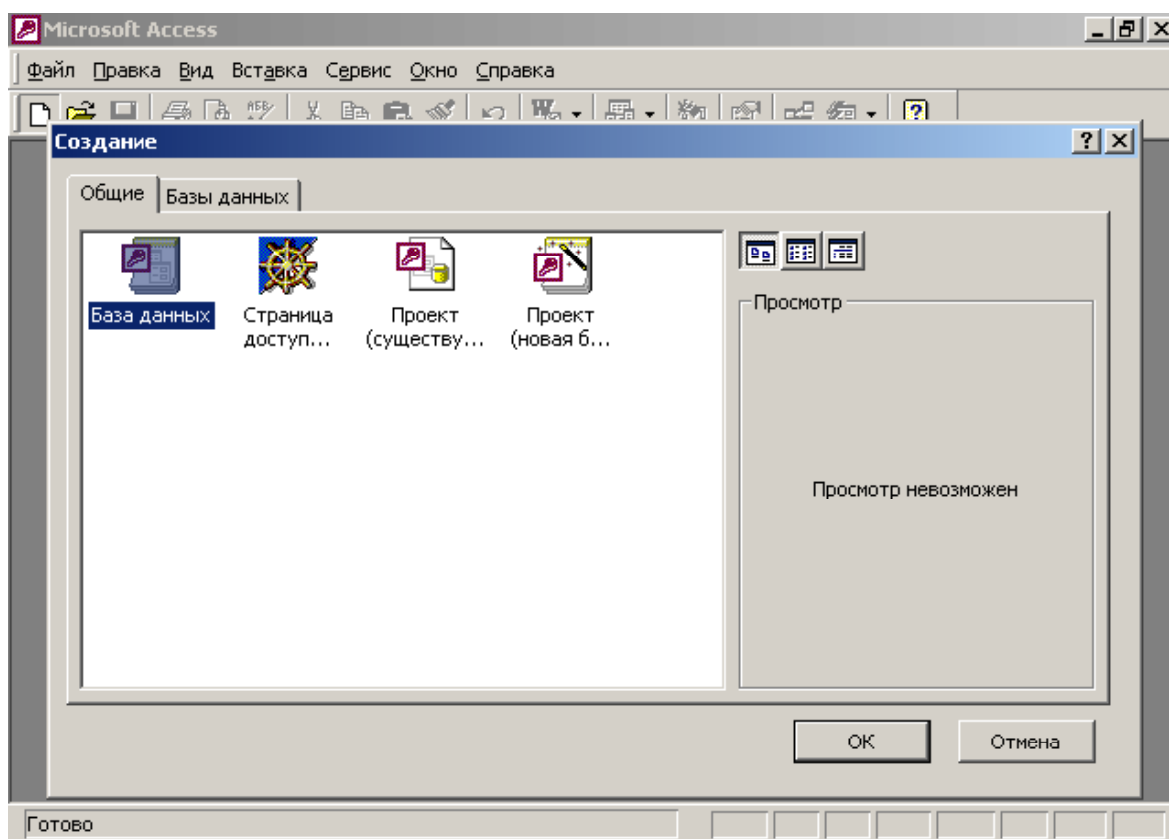 Microsoft Access
Файл Правка Вид Вставка Сервис Окно Справка
Создание
Общие Базы данных
База данных
Страница доступ...
Проект (существу...
Проект (новая б...
Просмотр
Просмотр невозможен
ОК Отмена
Готово